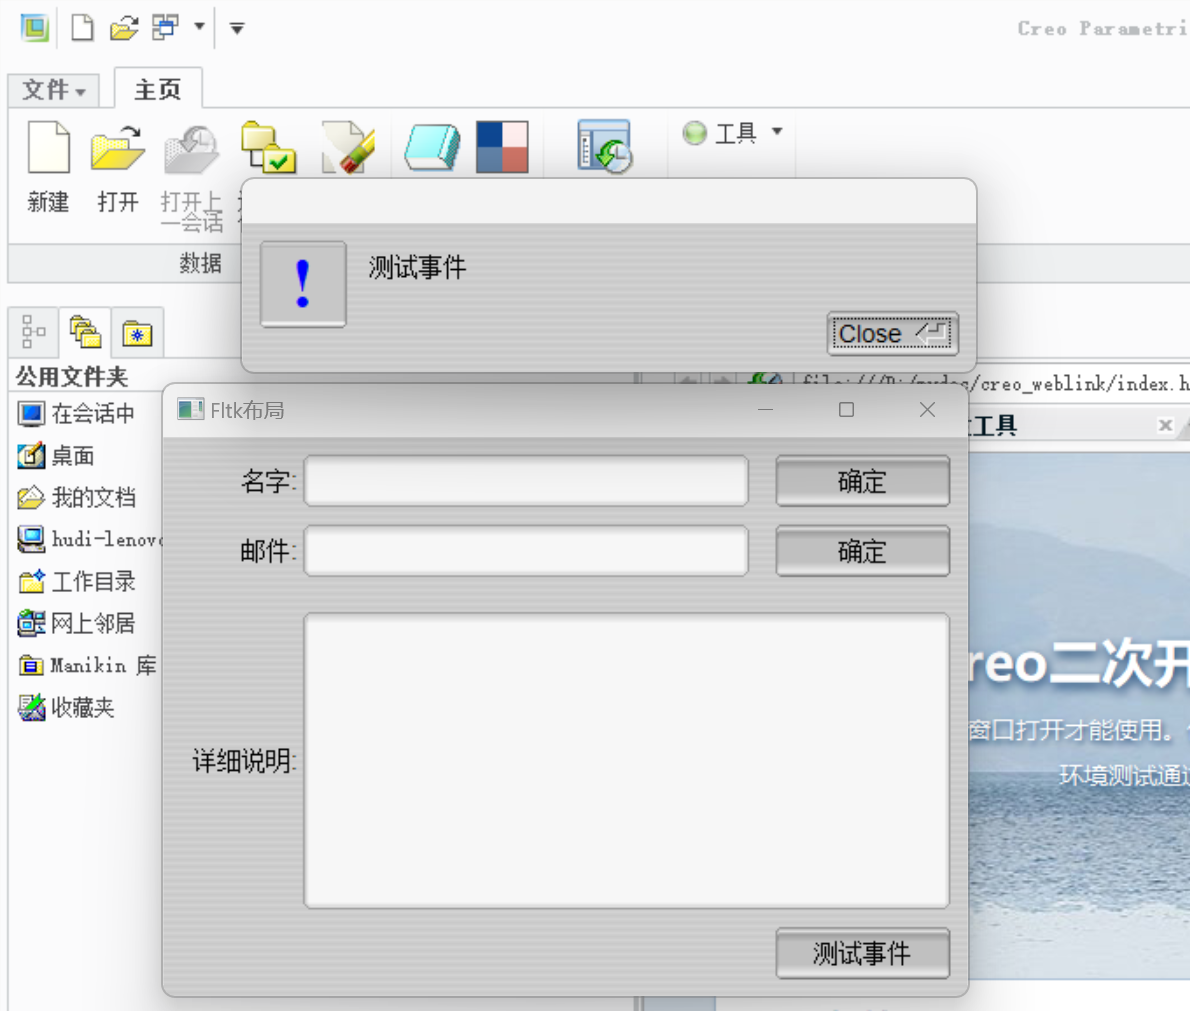 Creo Parametri
文件
主页
新建
打开
打开上
一会话
工具
数据
测试事件
Close
公用文件夹
在会话中
桌面
我的文档
hudi-lenovo
工作目录
网上邻居
Manikin 库
收藏夹
/creo_weblink/index.h
工具
Fltk布局
名字:
确定
邮件:
确定
详细说明:
测试事件
reo二次开
窗口打开才能使用。
环境测试通过